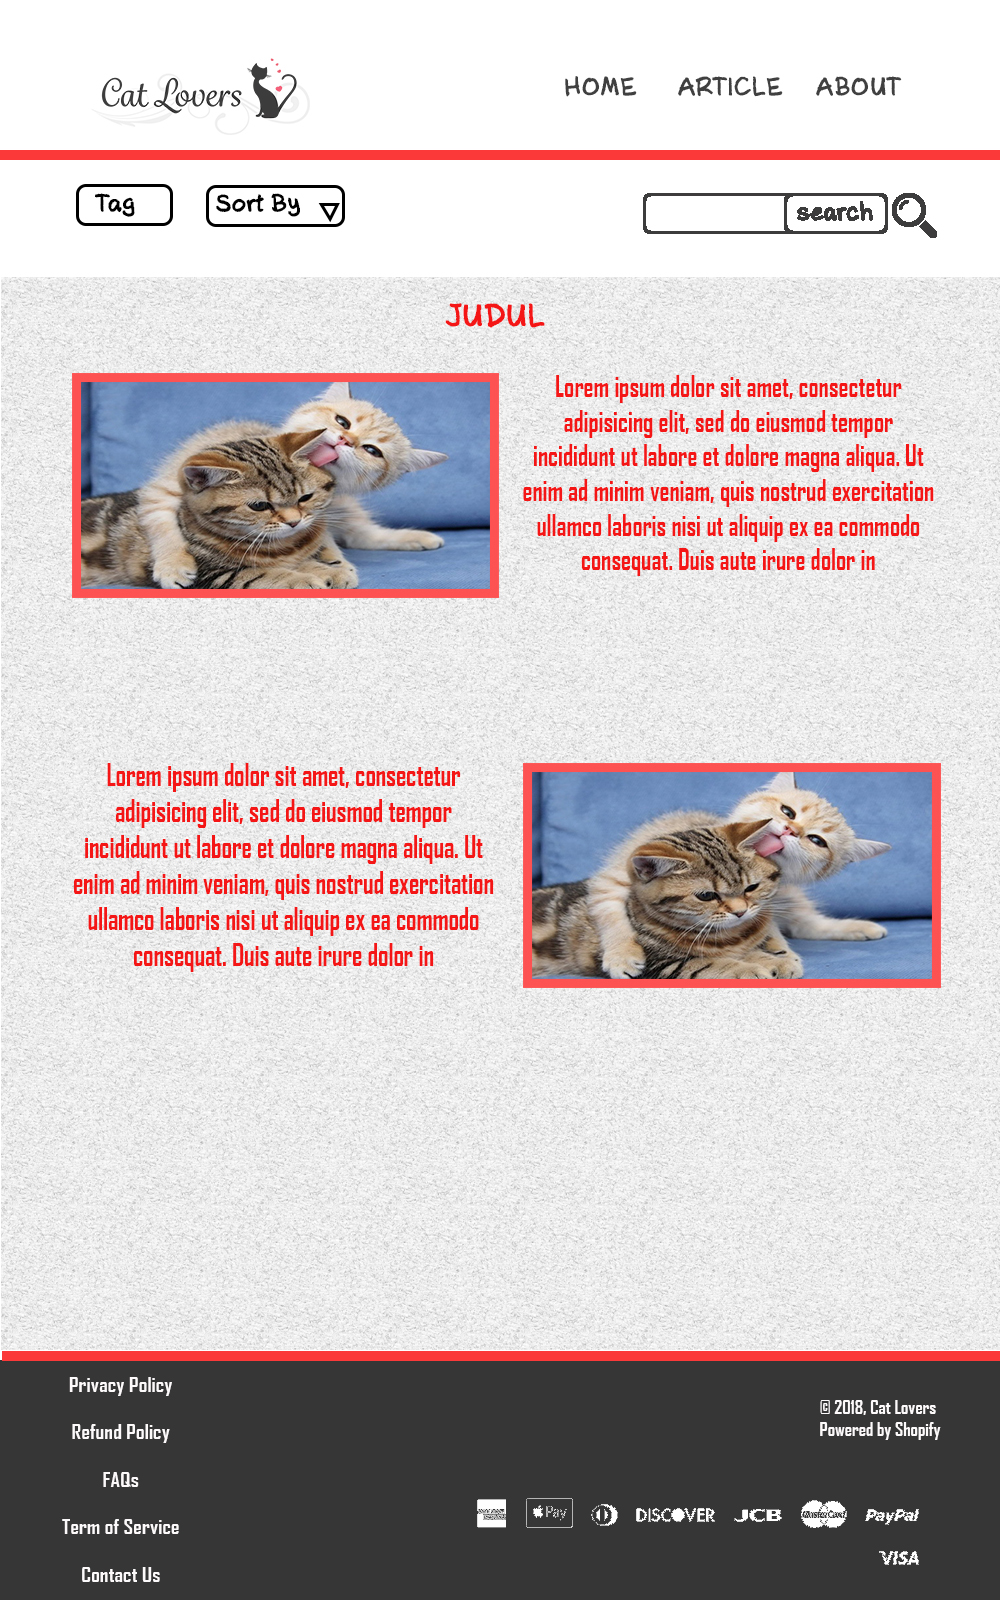 Cat Lovers
HOME ARTICLE ABOUT
Tag
Sort By
search
JUDUL
Lorem ipsum dolor sit amet, consectetur
adipisicing elit, sed do eiusmod tempor
incididunt ut labore et dolore magna aliqua. Ut
enim ad minim veniam, quis nostrud exercitation
ullamco laboris nisi ut aliquip ex ea commodo
consequat. Duis aute irure dolor in
Lorem ipsum dolor sit amet, consectetur
adipisicing elit, sed do eiusmod tempor
incididunt ut labore et dolore magna aliqua. Ut
enim ad minim veniam, quis nostrud exercitation
ullamco laboris nisi ut aliquip ex ea commodo
consequat. Duis aute irure dolor in
Privacy Policy
Refund Policy
FAQs
Term of Service
Contact Us
© 2018, Cat Lovers
Powered by Shopify
Pay DISCOVER JCB MasterCard PayPal
VISA